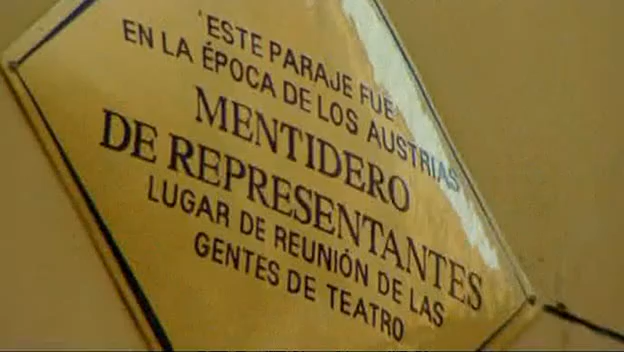 ESTE PARAJE FUE
EN LA ÉPOCA DE LOS AUSTRIAS
MENTIDERO
DE REPRESENTANTES
LUGAR DE REUNIÓN DE LAS
GENTES DE TEATRO